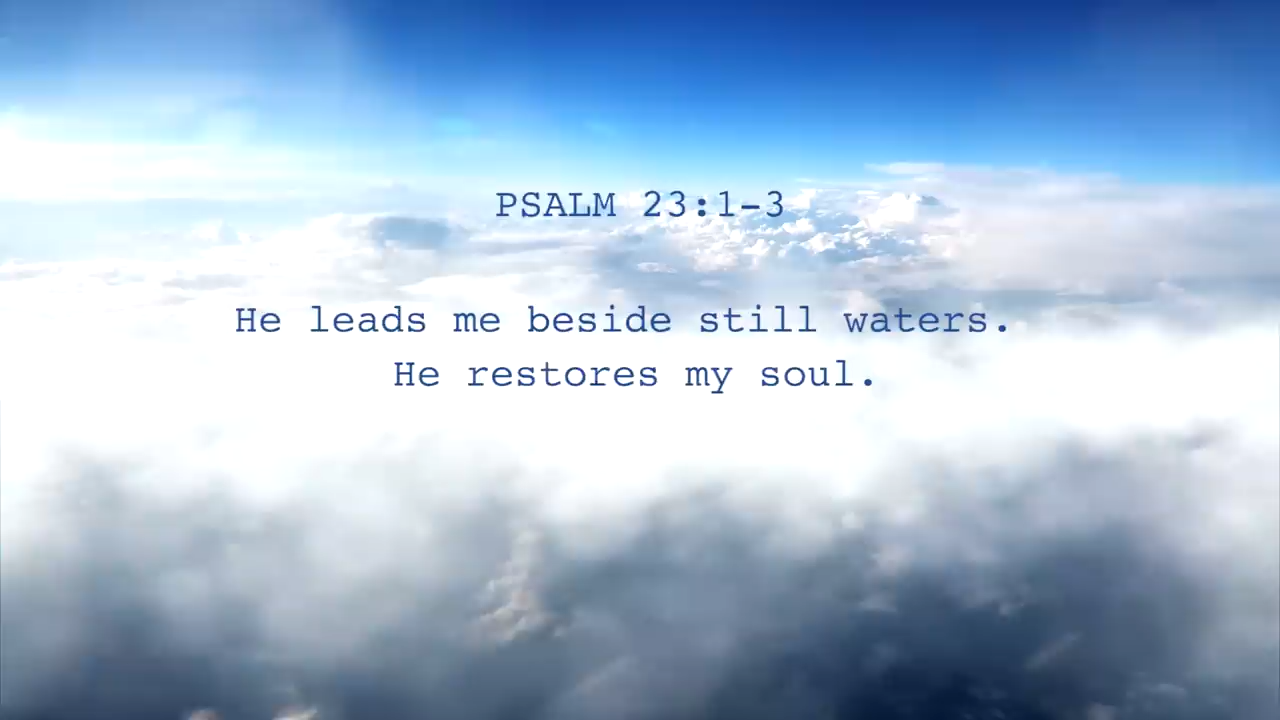 PSALM 23:1-3
He leads me beside still waters.
He restores my soul.